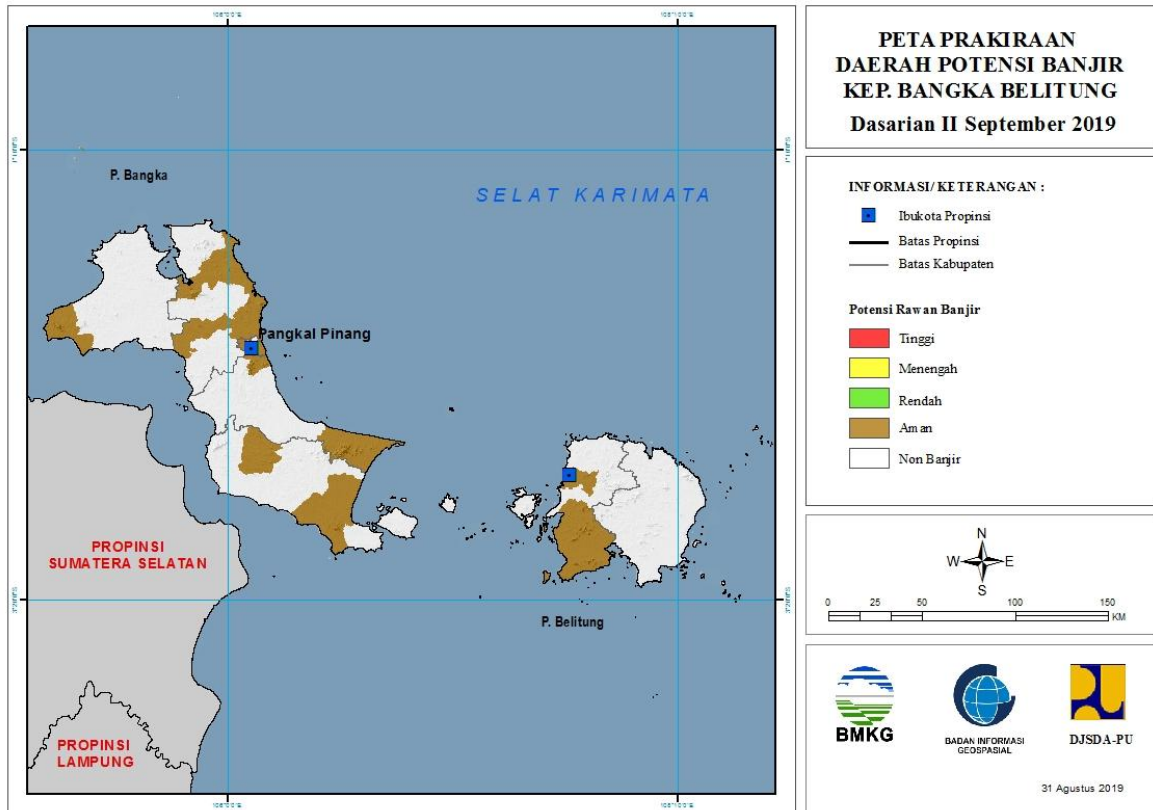 PETA PRAKIRAAN
DAERAH POTENSI BANJIR
KEP. BANGKA BELITUNG
Dasarian II September 2019
P. Bangka
SELAT KARIMATA
Pangkal Pinang
PROPINSI
SUMATERA SELATAN
P. Belitung
PROPINSI
LAMPUNG
INFORMASI/KETERANGAN :
Ibukota Propinsi
Batas Propinsi
Batas Kabupaten
Potensi Rawan Banjir
Tinggi
Menengah
Rendah
Aman
Non Banjir
N
W E
S
0 25 50 100 150
KM
BMKG
BADAN INFORMASI
GEOSPASIAL
DJSDA-PU
31 Agustus 2019